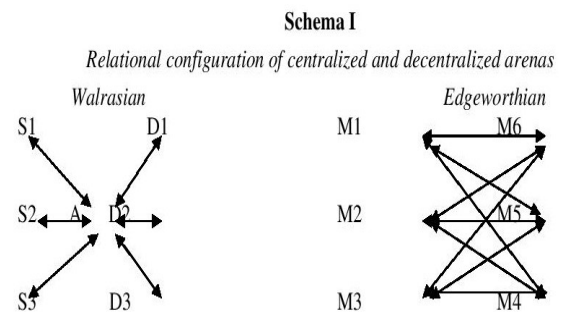 Schema I
Relational configuration of centralized and decentralized arenas
Walrasian Edgeworthian
S1 D1 M1 M6
S2 A D2 M2 M5
S3 D3 M3 M4